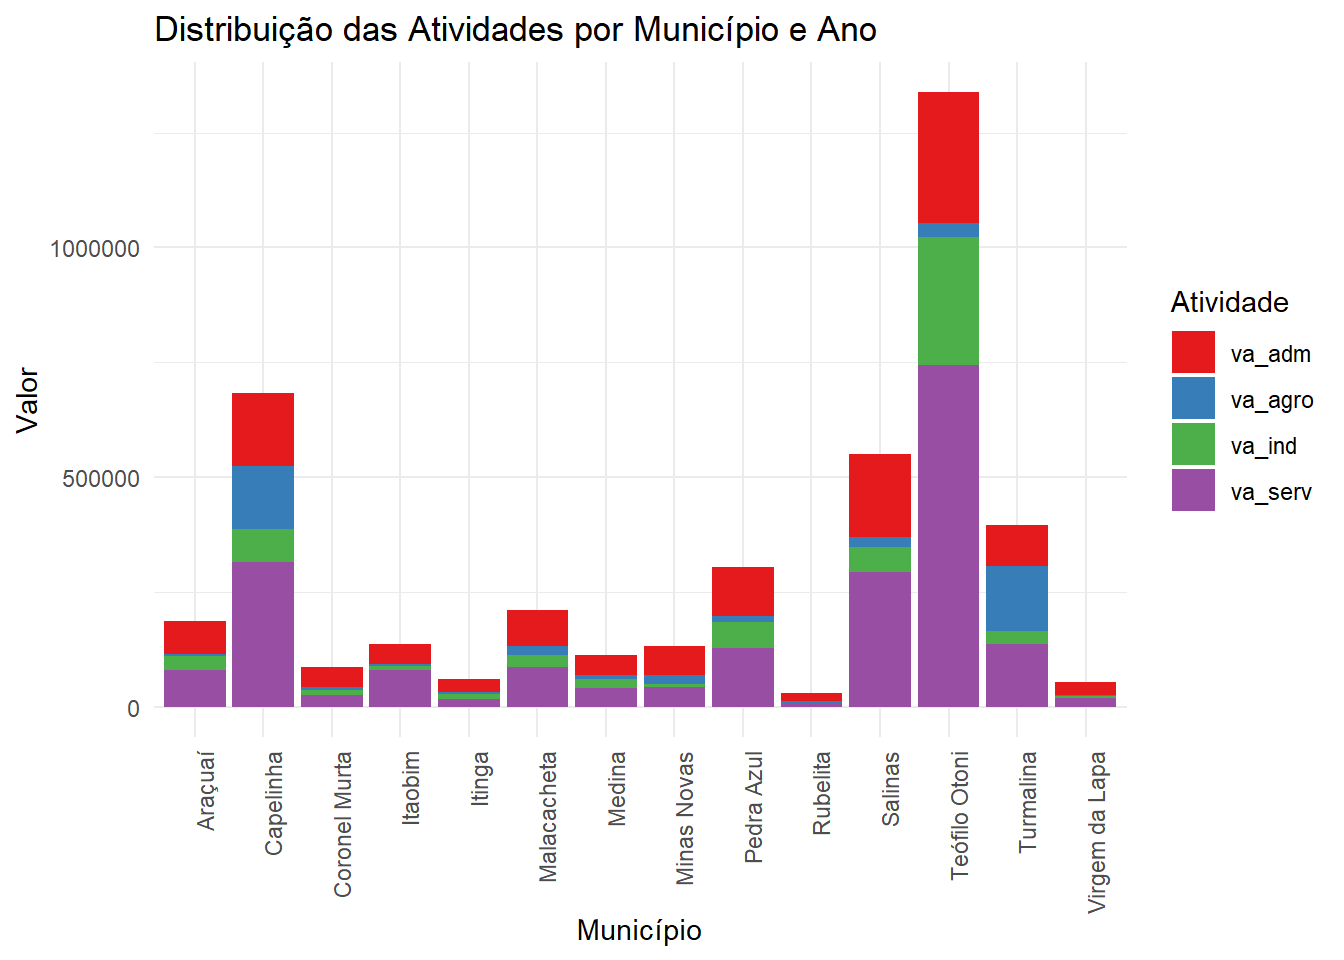 Distribuição das Atividades por Município e Ano
Valor
1000000
500000
0
Araçuaí
Capelinha
Coronel Murta
Itaobim
Itinga
Malacacheta
Medina
Minas Novas
Pedra Azul
Rubelita
Salinas
Teófilo Otoni
Turmalina
Virgem da Lapa
Município
Atividade
va_adm
va_agro
va_ind
va_serv